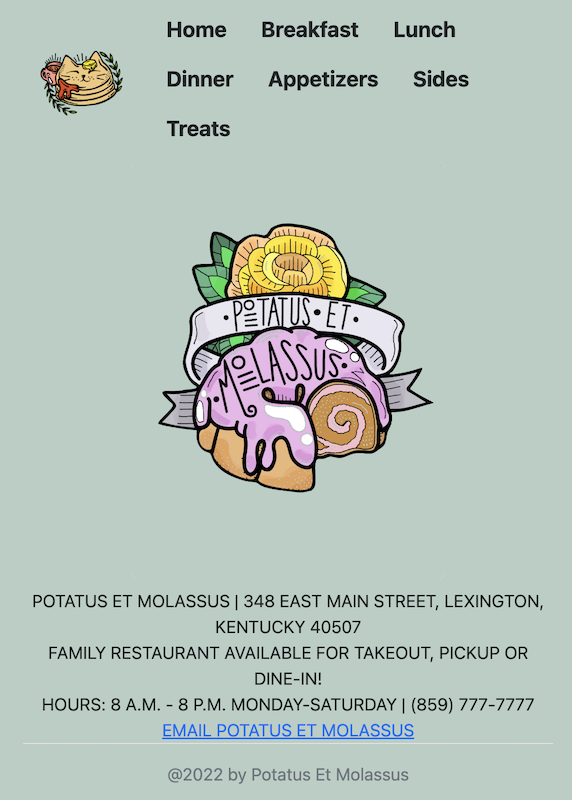 Home Breakfast Lunch
Dinner Appetizers Sides
Treats
• POTATUS • ET •
• MOLASSUS •
POTATUS ET MOLASSUS | 348 EAST MAIN STREET, LEXINGTON,
KENTUCKY 40507
FAMILY RESTAURANT AVAILABLE FOR TAKEOUT, PICKUP OR
DINE-IN!
HOURS: 8 A.M. - 8 P.M. MONDAY-SATURDAY | (859) 777-7777
EMAIL POTATUS ET MOLASSUS
@2022 by Potatus Et Molassus